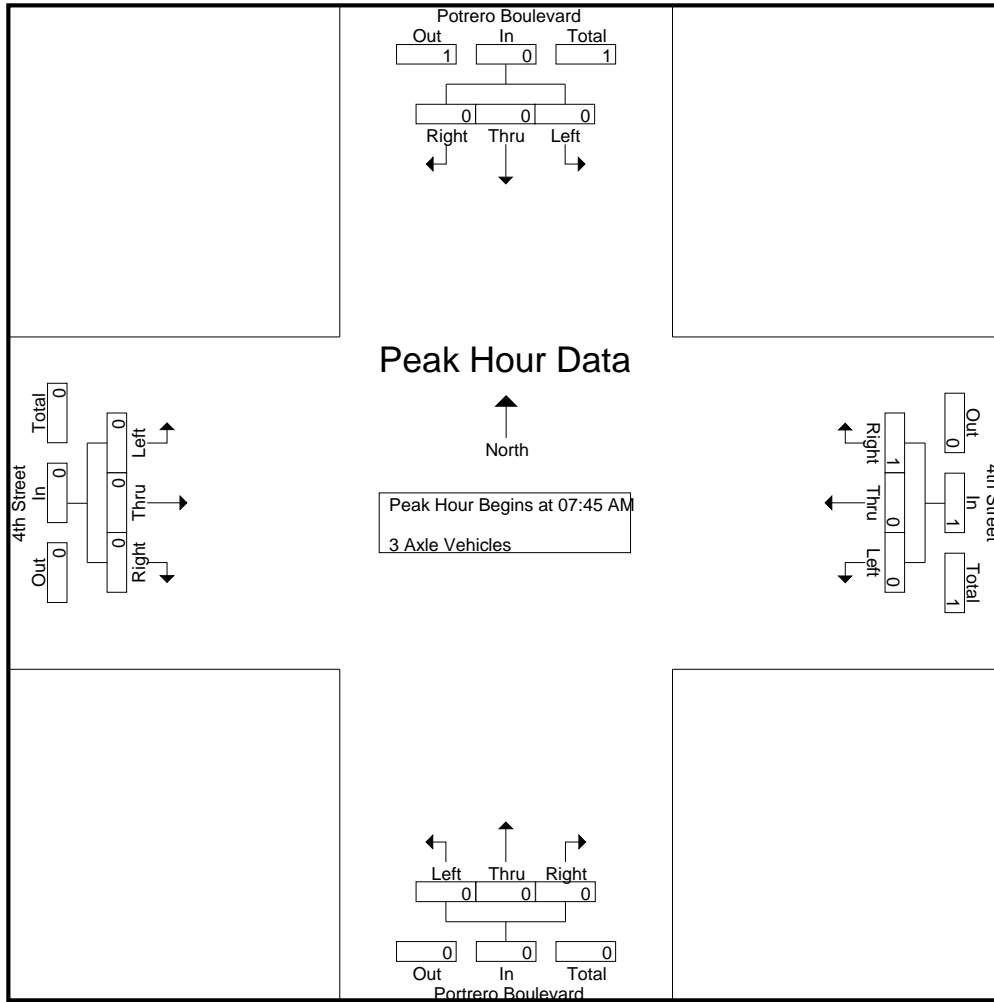 Potrero Boulevard
Out In Total
1 0 1
0 0 0
Right Thru Left
Peak Hour Data
North
Peak Hour Begins at 07:45 AM
3 Axle Vehicles
4th Street
Total In Out
0 0 0
0 0 0
Left Thru Right
4th Street
Out In Total
0 1 1
1 0 0
Right Thru Left
Left Thru Right
0 0 0
0 0 0
Out In Total
Portrero Boulevard